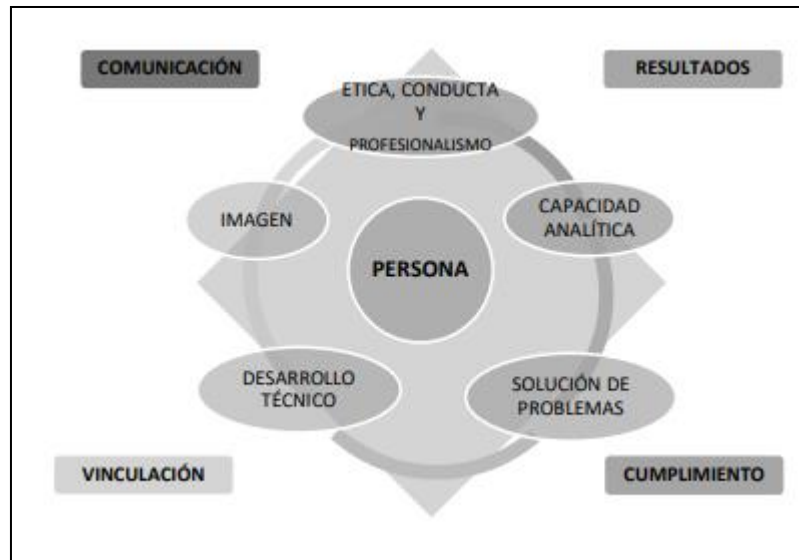 COMUNICACIÓN
RESULTADOS
ETICA, CONDUCTA
Y
PROFESIONALISMO
IMAGEN
CAPACIDAD
ANALÍTICA
PERSONA
DESARROLLO
TÉCNICO
SOLUCIÓN DE
PROBLEMAS
VINCULACIÓN
CUMPLIMIENTO